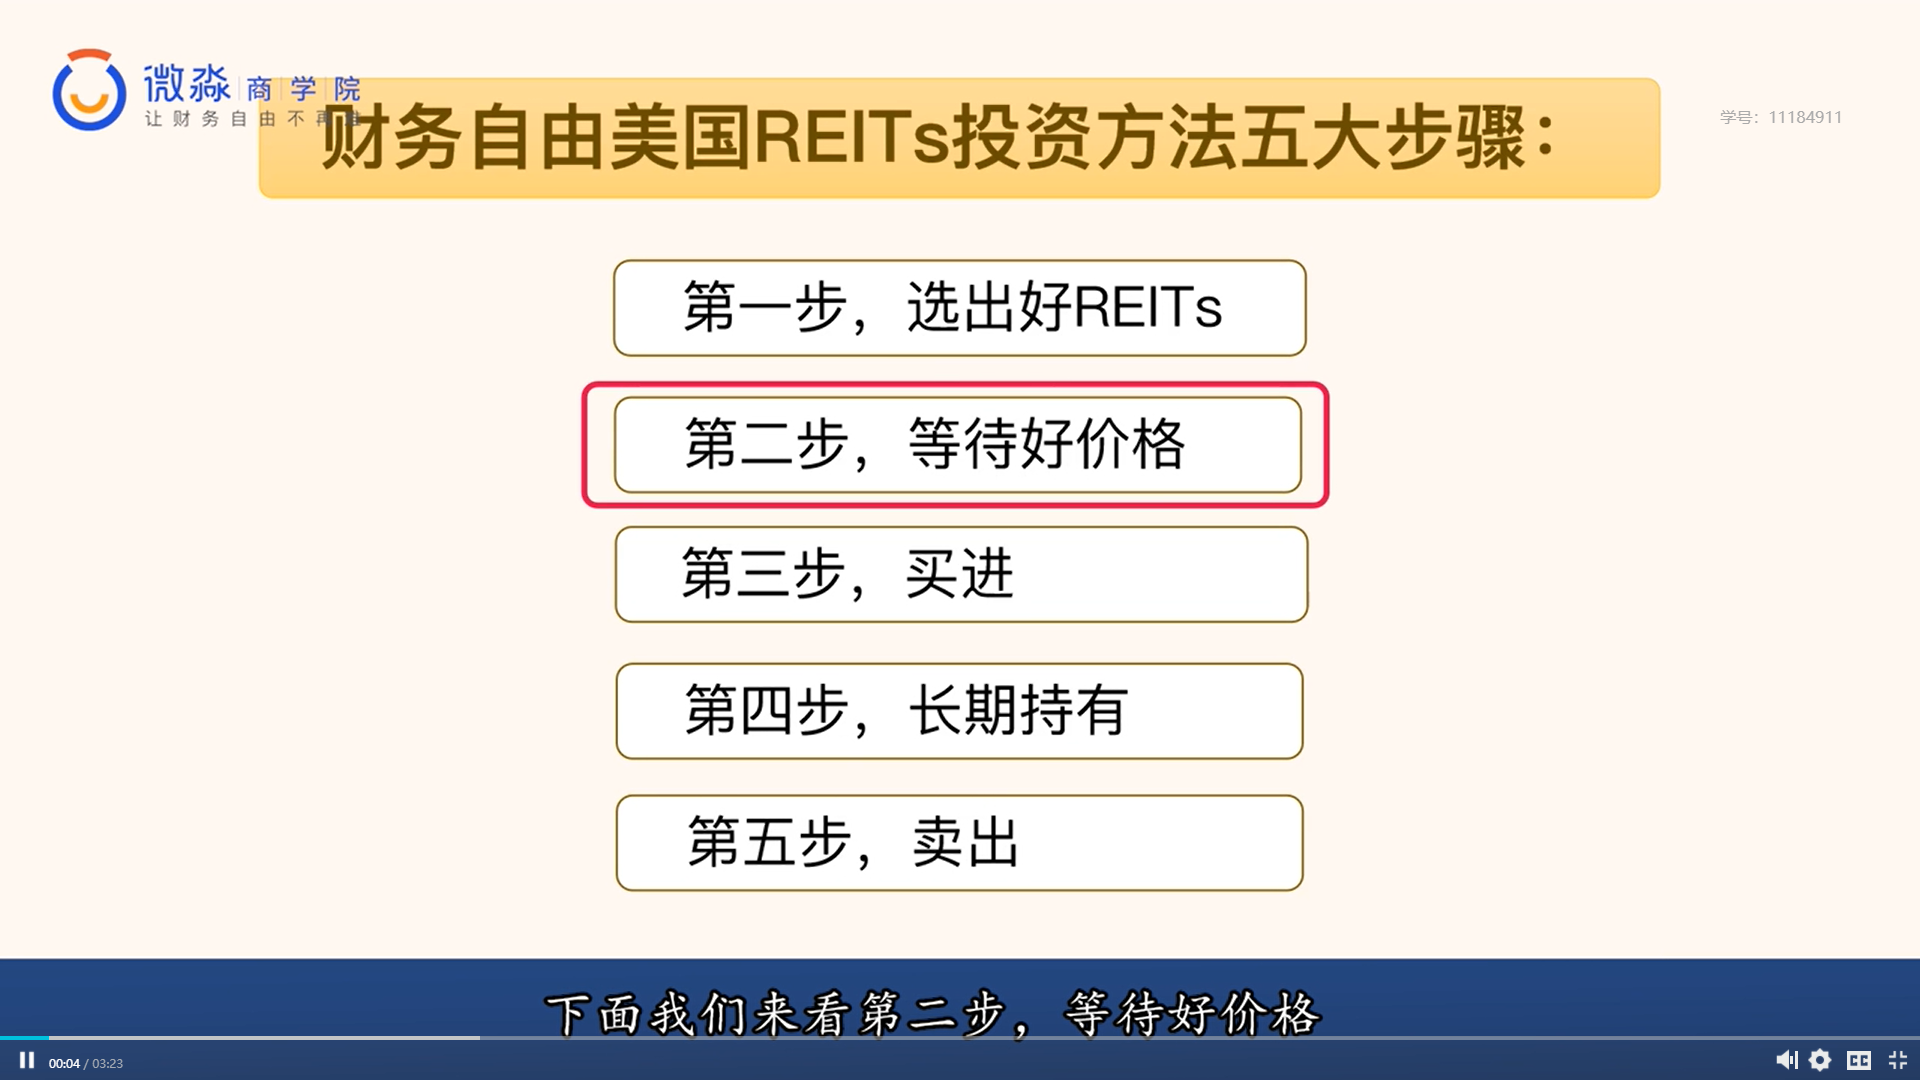 微淼 商 学 院
让 财 务 自 由 不 再 难
学号：11184911
财务自由美国REITs投资方法五大步骤：
第一步，选出好REITs
第二步，等待好价格
第三步，买进
第四步，长期持有
第五步，卖出
下面我们来看第二步，等待好价格
00:04 / 03:23
CC